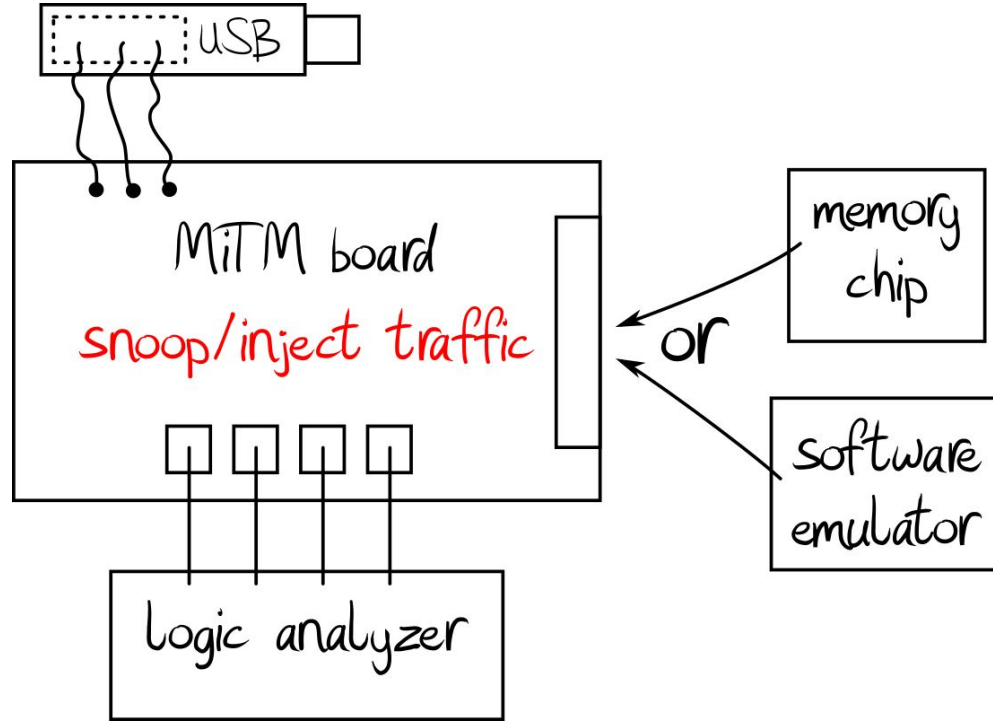 USB
MiTM board
snoop/inject traffic
memory
chip
or
software
emulator
logic analyzer